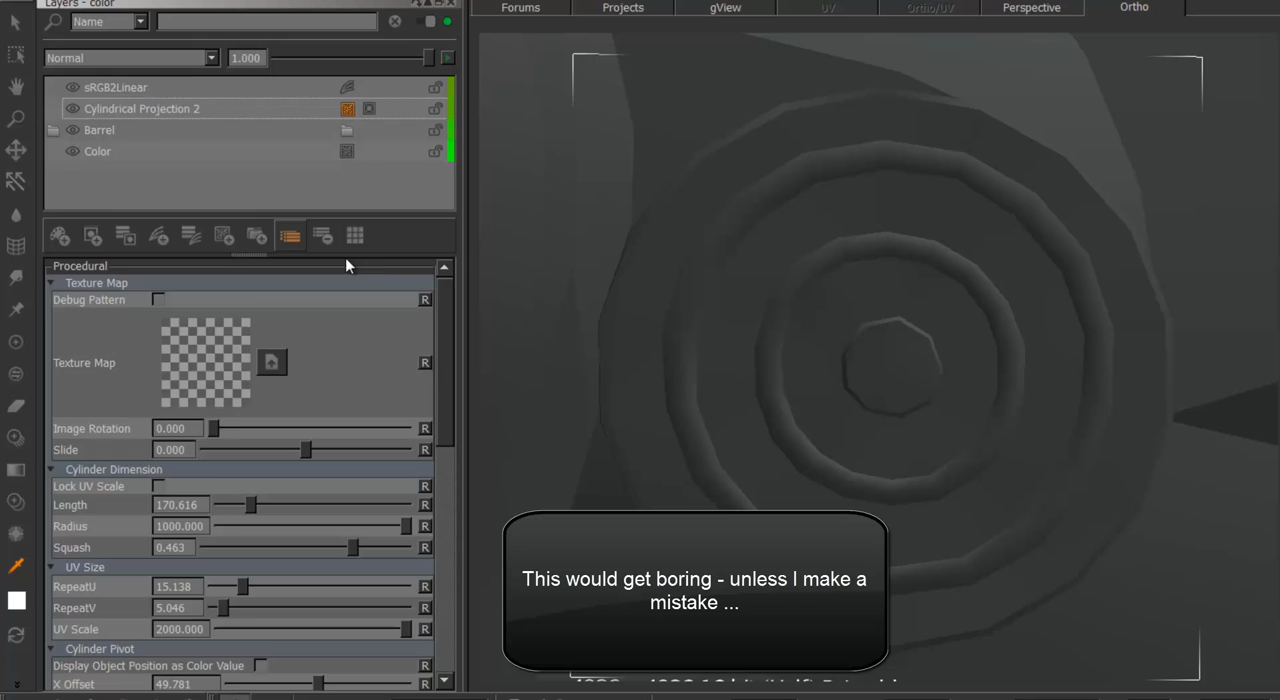 Layers - color
Forums Projects gView UV Ortho/UV Perspective Ortho
Name
Normal 1.000
sRGB2Linear
Cylindrical Projection 2
Barrel
Color
Procedural
Texture Map
Debug Pattern R
Texture Map R
Image Rotation 0.000 R
Slide 0.000 R
Cylinder Dimension
Lock UV Scale R
Length 170.616 R
Radius 1000.000 R
Squash 0.463 R
UV Size
RepeatU 15.138 R
RepeatV 5.046 R
UV Scale 2000.000 R
Cylinder Pivot
Display Object Position as Color Value R
X Offset 49.781 R
This would get boring - unless I make a
mistake ...